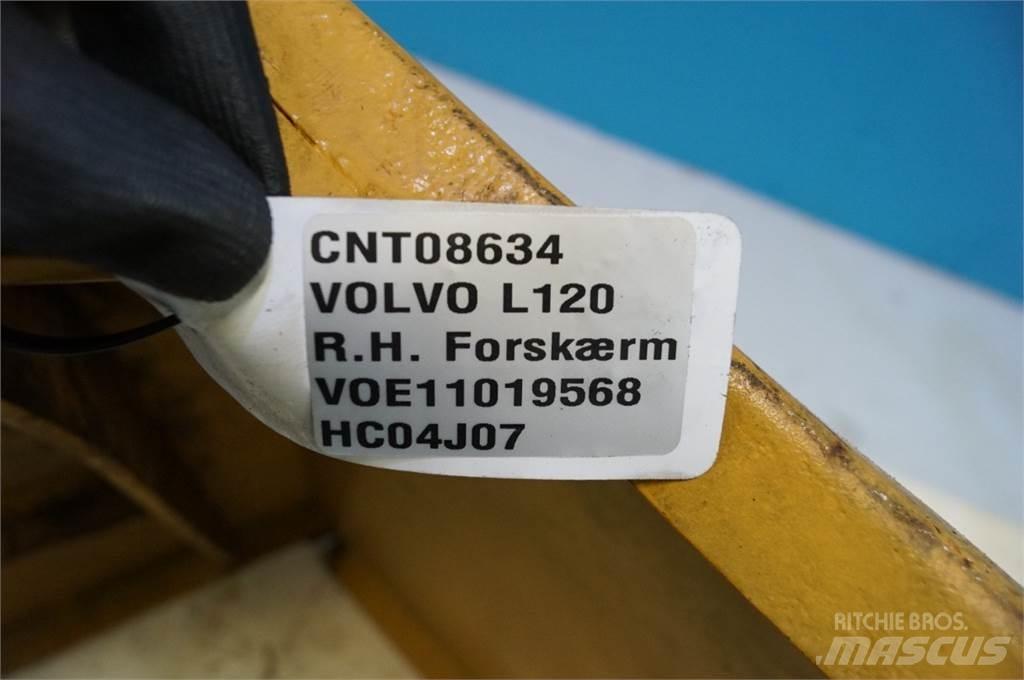 CNT08634
VOLVO L120
R.H. Forskærm
VOE11019568
HC04J07
RITCHIE BROS.
MASCUS